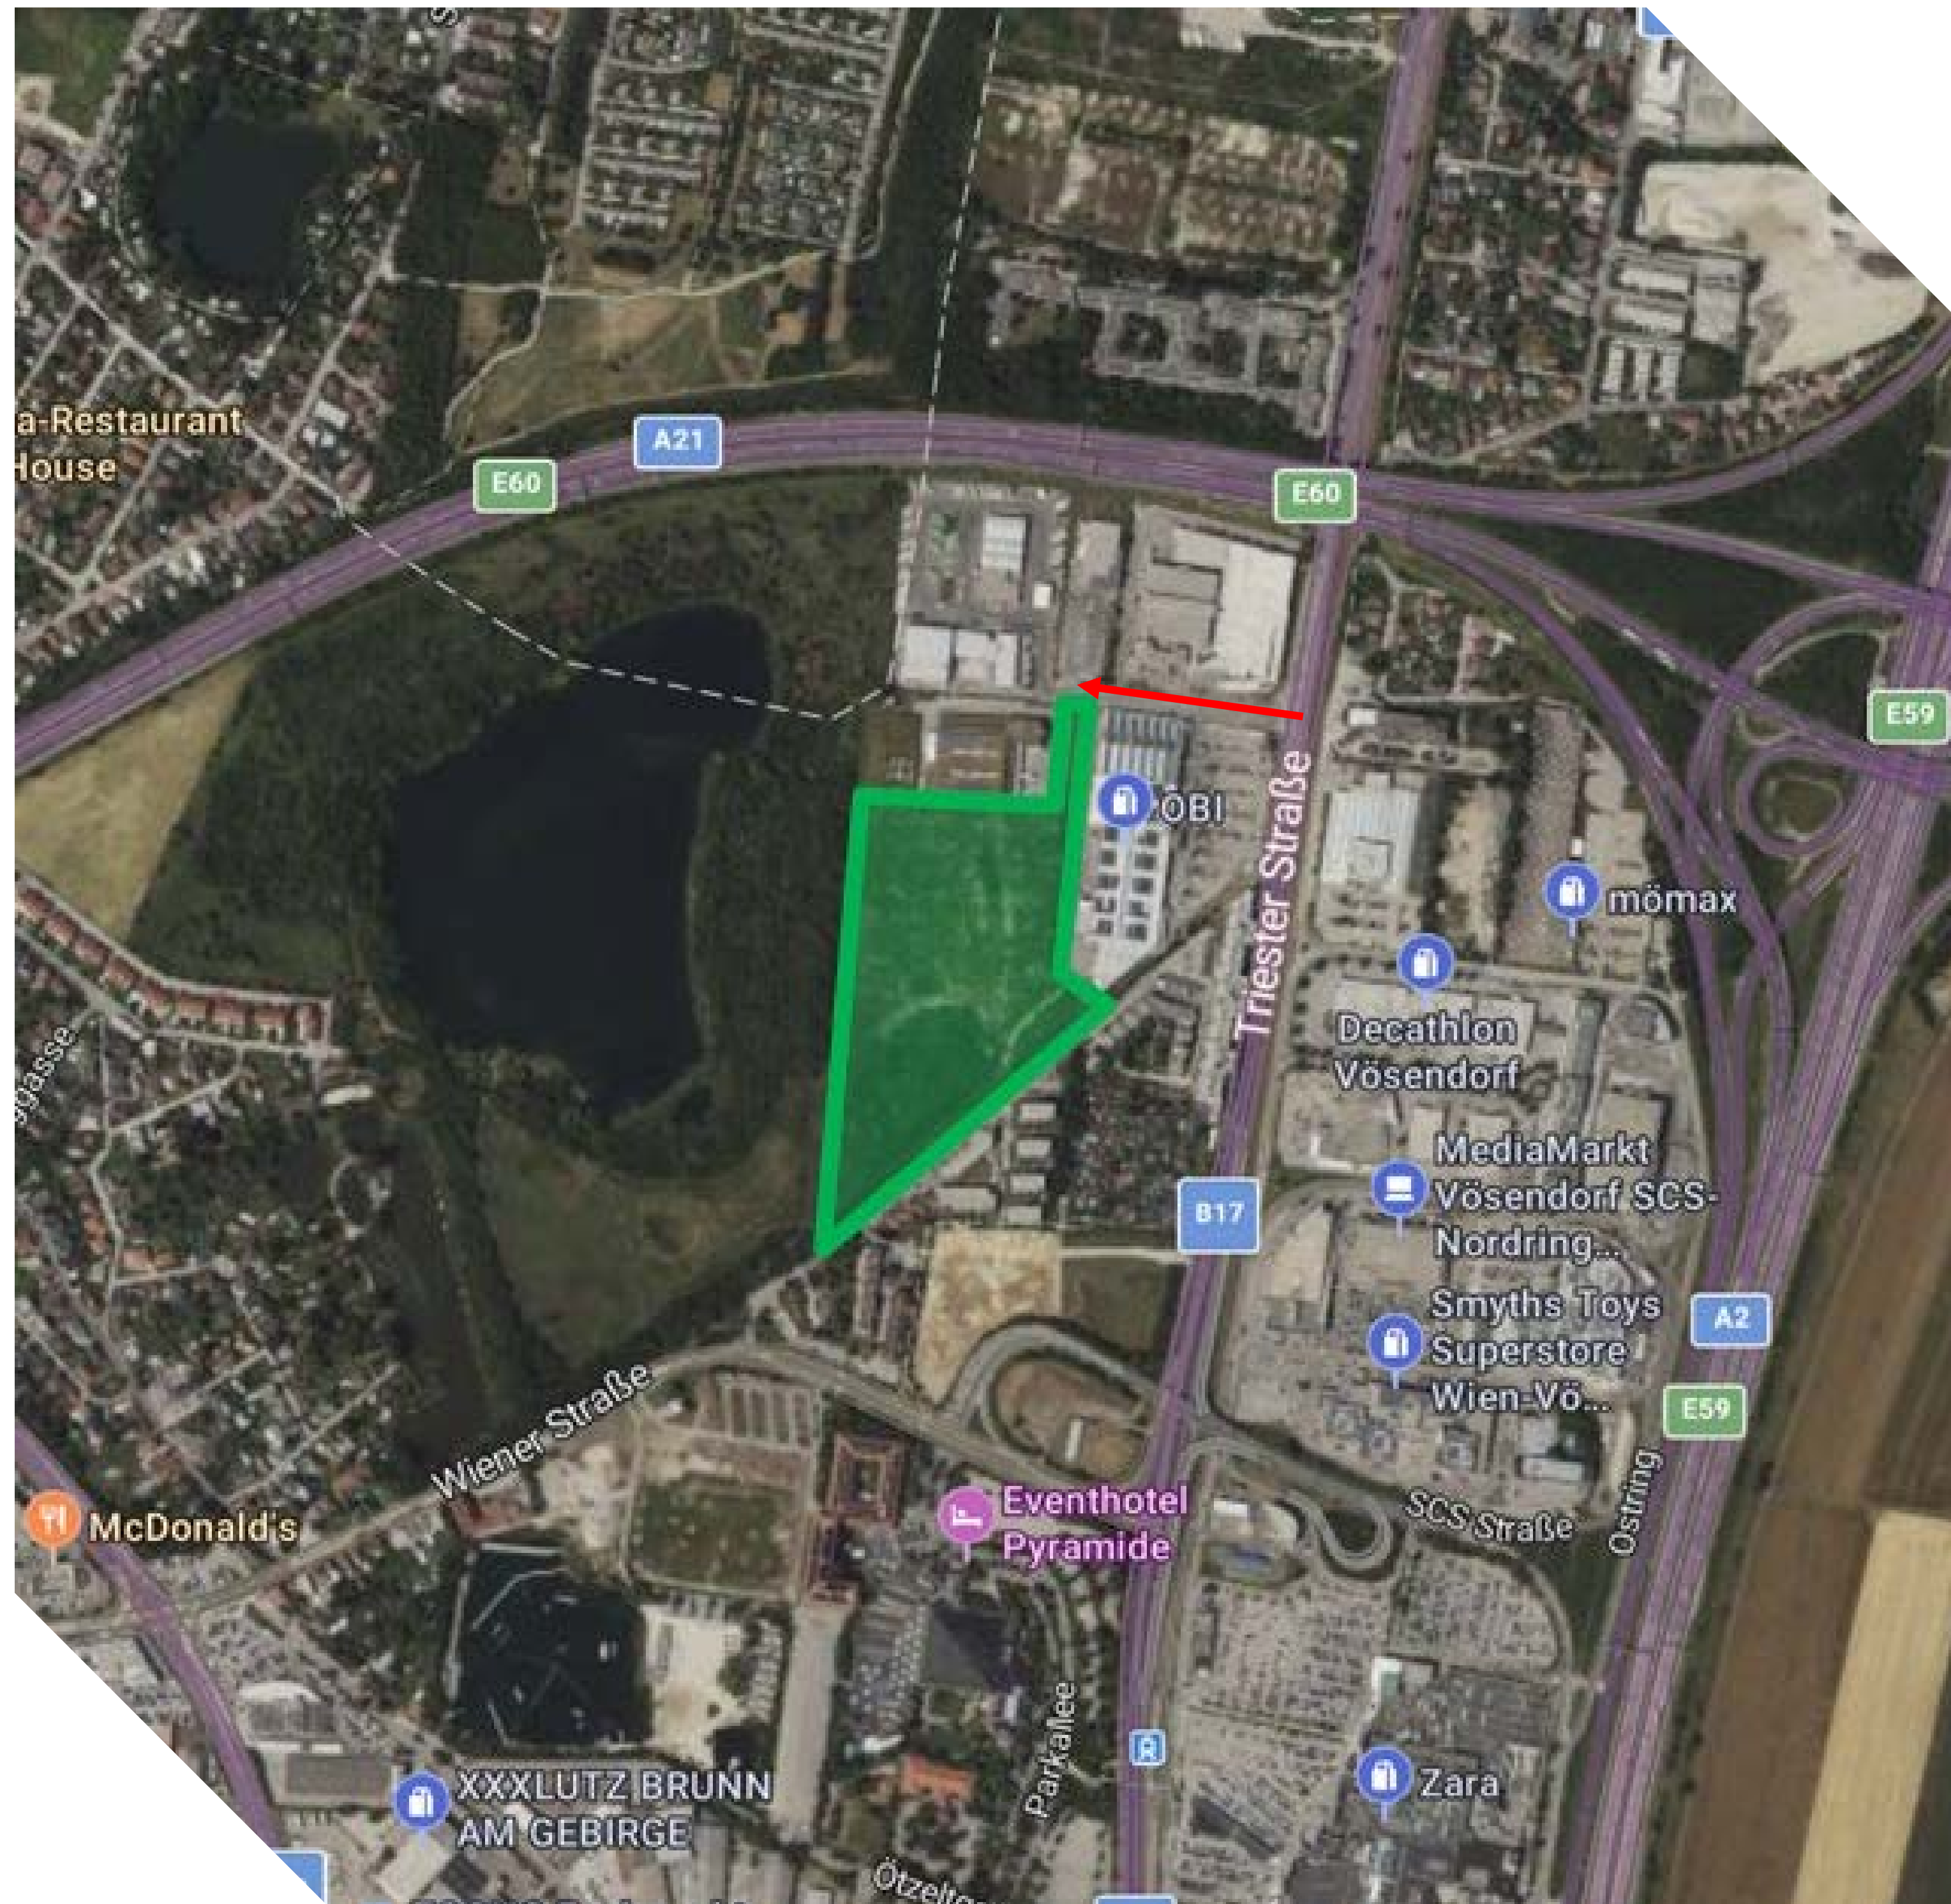 a-Restaurant
House
A21
E60
E60
E59
OBI
Triester Straße
mömax
Decathlon
Vösendorf
MediaMarkt
Vösendorf SCS-
Nordring...
B17
Smyths Toys
Superstore
Wien-Vö...
A2
E59
Wiener Straße
Ostring
SCS Straße
McDonald's
Eventhotel
Pyramide
Parkallee
Zara
XXXLUTZ BRUNN
AM GEBIRGE